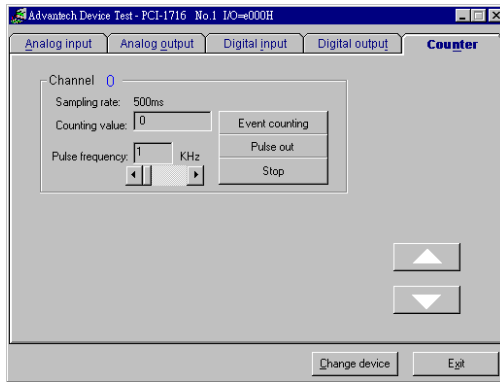 Advantech Device Test - PCI-1716 No.1 I/O=e000H
Analog input Analog output Digital input Digital output Counter
Channel 0
Sampling rate: 500ms
Counting value: 0
Event counting
Pulse frequency: 1 KHz
Pulse out
Stop
Change device Exit